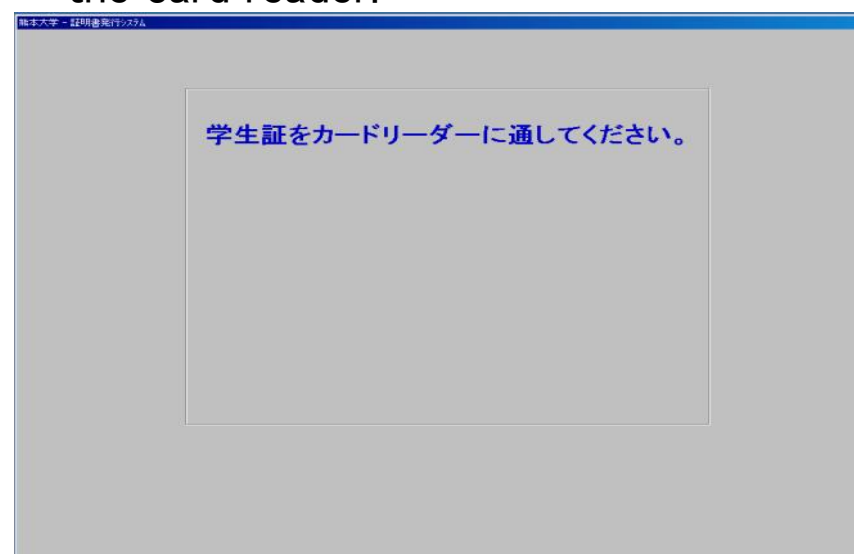 the card reader.
熊本大学 - 証明書発行システム
学生証をカードリーダーに通してください。